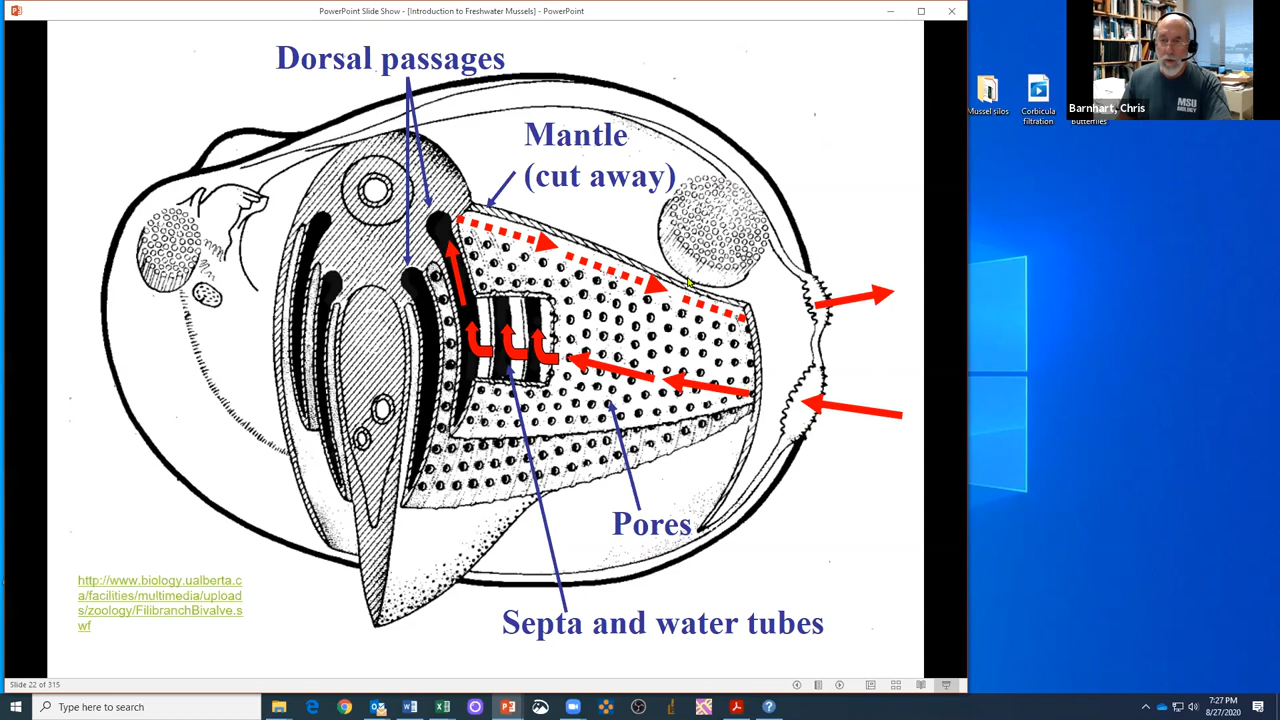 PowerPoint Slide Show - [Introduction to Freshwater Mussels] - PowerPoint
Dorsal passages
Mantle
(cut away)
Pores
Septa and water tubes
http://www.biology.ualberta.c
a/facilities/multimedia/upload
s/zoology/FilibranchBivalve.s
wf
MSU
BIOLOGY
Barnhart, Chris
Mussel silos
Corbicula
filtration
Butterflies
Slide 22 of 315
Type here to search
7:27 PM
8/27/2020